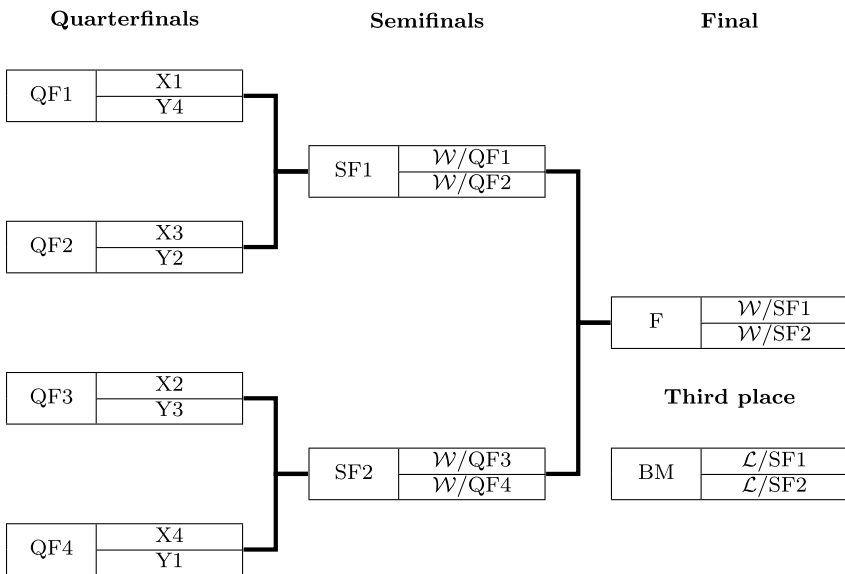 Quarterfinals
Semifinals
Final
QF1
X1
Y4
SF1
𝒲/QF1
𝒲/QF2
QF2
X3
Y2
F
𝒲/SF1
𝒲/SF2
QF3
X2
Y3
Third place
SF2
𝒲/QF3
𝒲/QF4
BM
ℒ/SF1
ℒ/SF2
QF4
X4
Y1